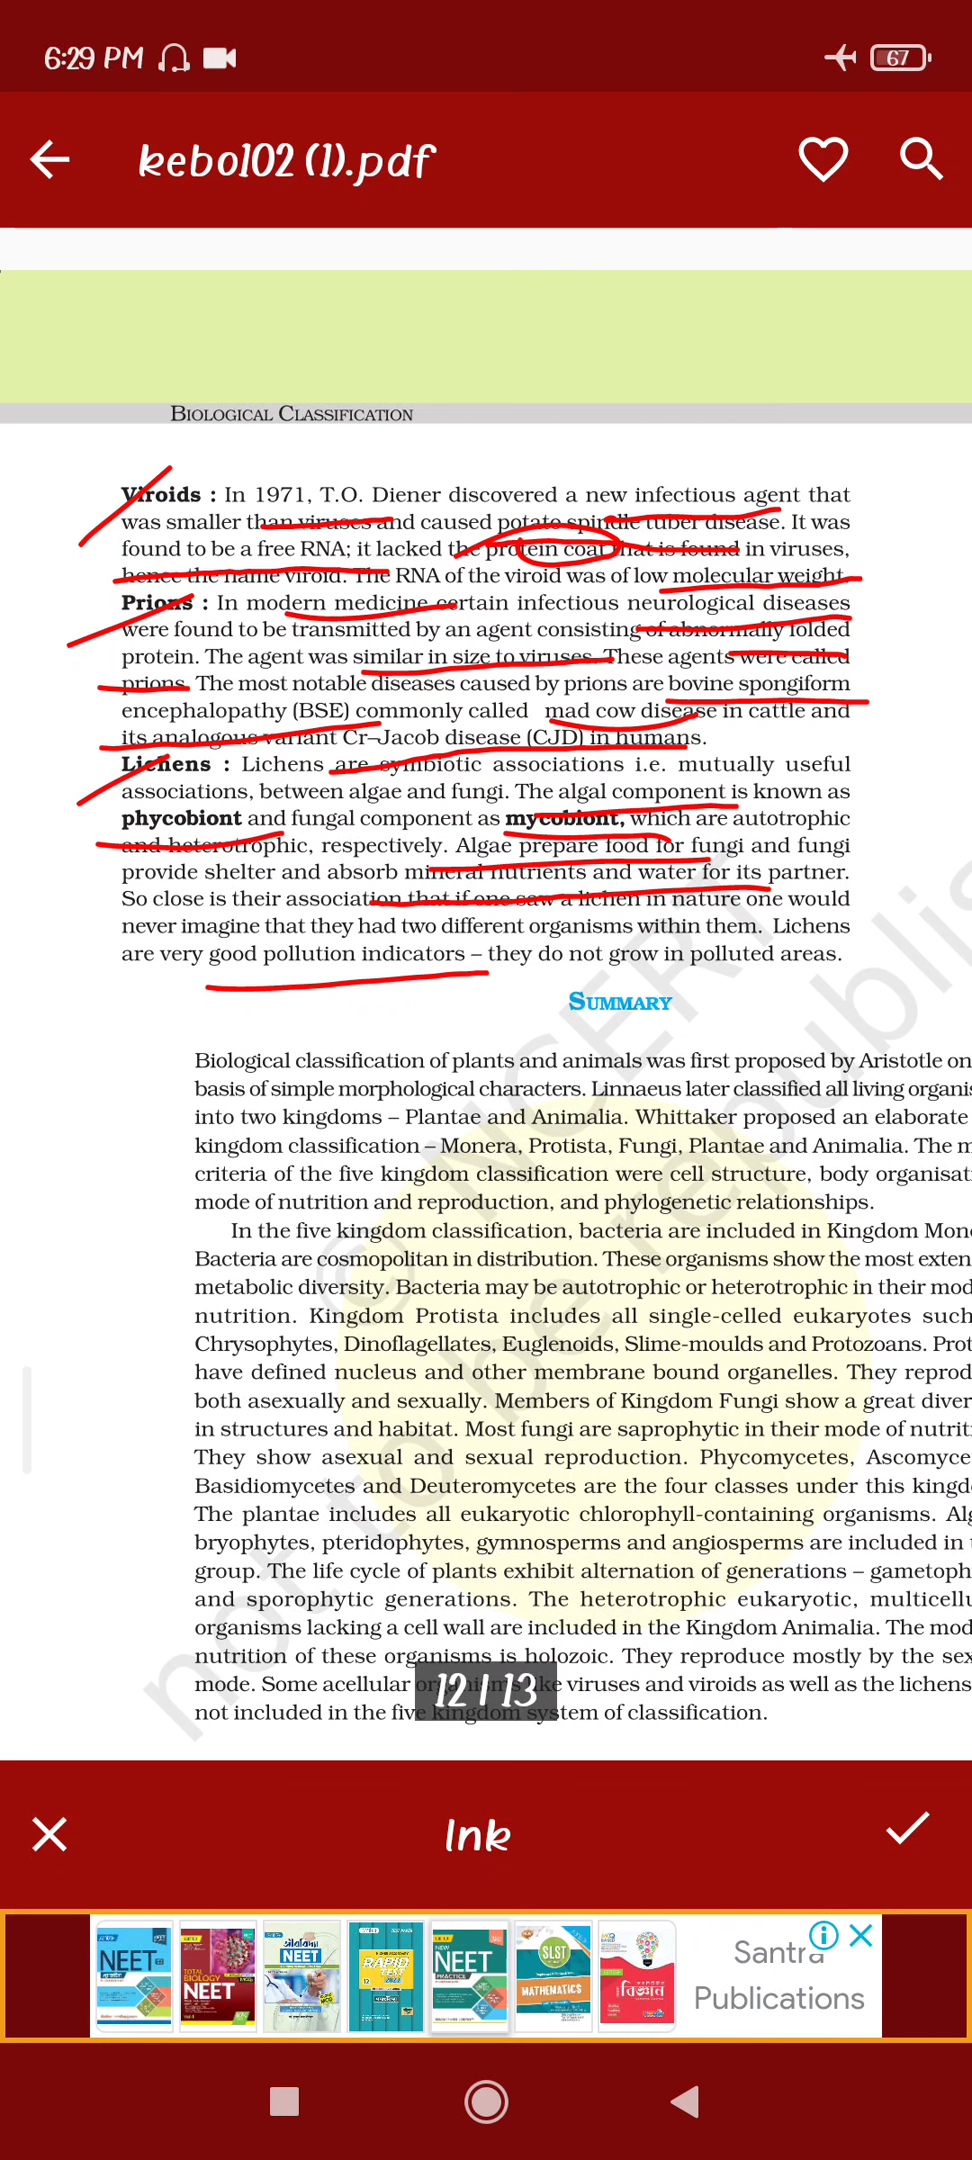 6:29 PM
67
kebo102 (1).pdf
BIOLOGICAL CLASSIFICATION
Viroids : In 1971, T.O. Diener discovered a new infectious agent that
was smaller than viruses and caused potato spindle tuber disease. It was
found to be a free RNA; it lacked the protein coat that is found in viruses,
hence the name viroid. The RNA of the viroid was of low molecular weight.
Prions : In modern medicine certain infectious neurological diseases
were found to be transmitted by an agent consisting of abnormally folded
protein. The agent was similar in size to viruses. These agents were called
prions. The most notable diseases caused by prions are bovine spongiform
encephalopathy (BSE) commonly called mad cow disease in cattle and
its analogous variant Cr–Jacob disease (CJD) in humans.
Lichens : Lichens are symbiotic associations i.e. mutually useful
associations, between algae and fungi. The algal component is known as
phycobiont and fungal component as mycobiont, which are autotrophic
and heterotrophic, respectively. Algae prepare food for fungi and fungi
provide shelter and absorb mineral nutrients and water for its partner.
So close is their association that if one saw a lichen in nature one would
never imagine that they had two different organisms within them. Lichens
are very good pollution indicators – they do not grow in polluted areas.
SUMMARY
Biological classification of plants and animals was first proposed by Aristotle on
basis of simple morphological characters. Linnaeus later classified all living organis
into two kingdoms – Plantae and Animalia. Whittaker proposed an elaborate
kingdom classification – Monera, Protista, Fungi, Plantae and Animalia. The m
criteria of the five kingdom classification were cell structure, body organisati
mode of nutrition and reproduction, and phylogenetic relationships.
In the five kingdom classification, bacteria are included in Kingdom Mone
Bacteria are cosmopolitan in distribution. These organisms show the most exten
metabolic diversity. Bacteria may be autotrophic or heterotrophic in their mod
nutrition. Kingdom Protista includes all single-celled eukaryotes such
Chrysophytes, Dinoflagellates, Euglenoids, Slime-moulds and Protozoans. Prot
have defined nucleus and other membrane bound organelles. They reprod
both asexually and sexually. Members of Kingdom Fungi show a great diver
in structures and habitat. Most fungi are saprophytic in their mode of nutriti
They show asexual and sexual reproduction. Phycomycetes, Ascomyce
Basidiomycetes and Deuteromycetes are the four classes under this kingd
The plantae includes all eukaryotic chlorophyll-containing organisms. Alg
bryophytes, pteridophytes, gymnosperms and angiosperms are included in t
group. The life cycle of plants exhibit alternation of generations – gametoph
and sporophytic generations. The heterotrophic eukaryotic, multicellu
organisms lacking a cell wall are included in the Kingdom Animalia. The mod
nutrition of these organisms is holozoic. They reproduce mostly by the sex
mode. Some acellular organisms like viruses and viroids as well as the lichens
not included in the five kingdom system of classification.
© NCERT
not to be republis
12 / 13
Ink
NEET
TOTAL BIOLOGY NEET
NEET
RAPID
NEW NEET PRACTICE
SLST MATHEMATICS
বিজ্ঞান
Santra
Publications